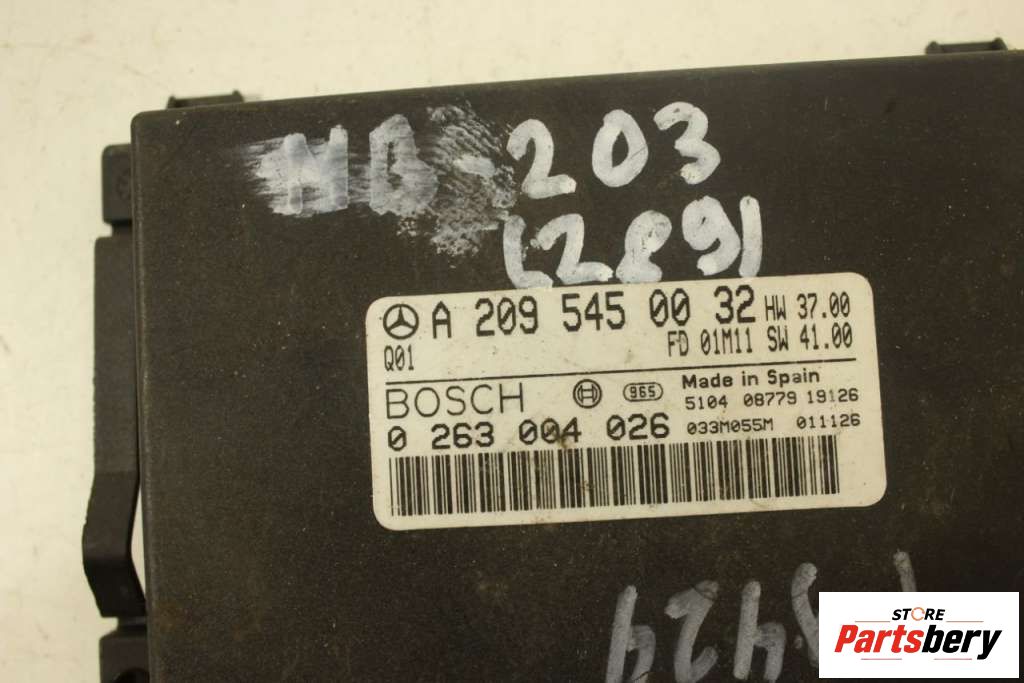 MB-203
(289)
A 209 545 00 32 HW 37.00
Q01 FD 01M11 SW 41.00
BOSCH 965 Made in Spain
5104 08779 19126
0 263 004 026 033M055M 011126
STORE
Partsbery